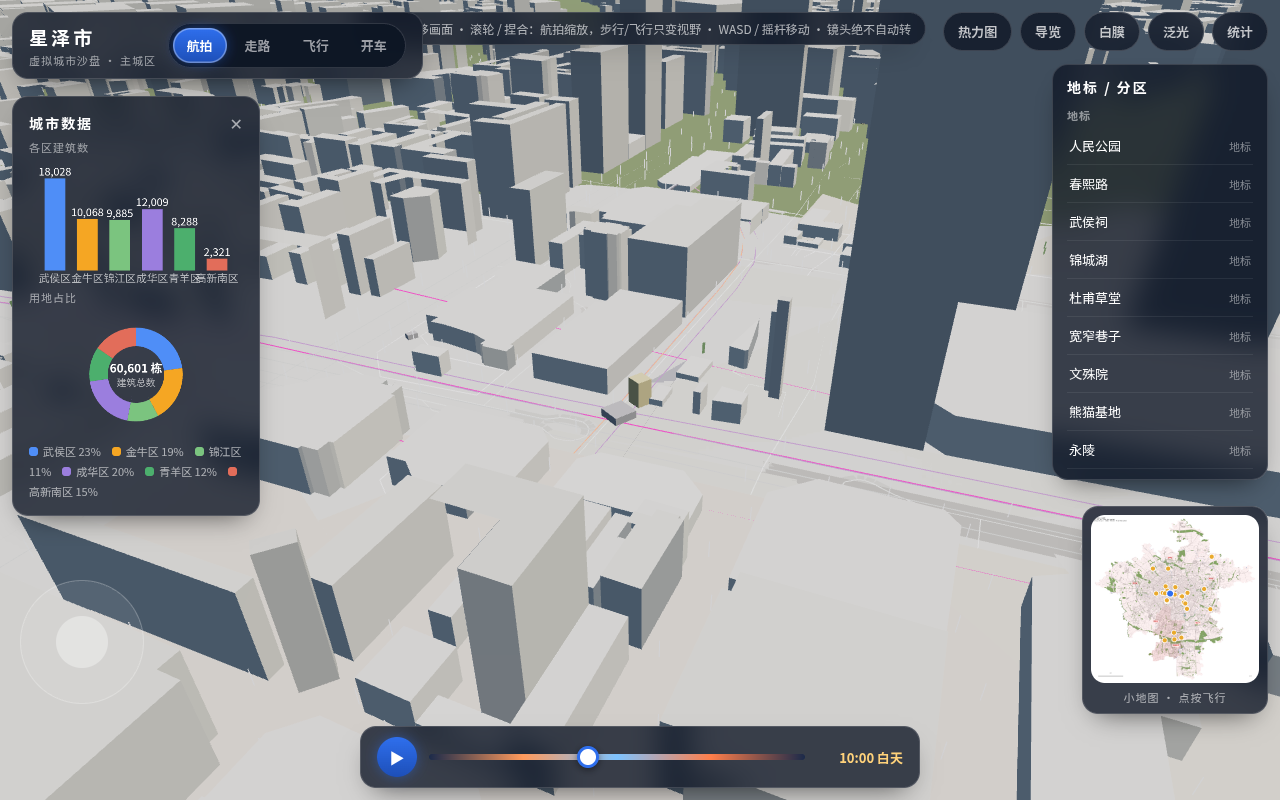 星泽市
虚拟城市沙盘 · 主城区
航拍
走路
飞行
开车
画面 · 滚轮 / 捏合：航拍缩放，步行/飞行只变视野 · WASD / 摇杆移动 · 镜头绝不自动转
热力图
导览
白膜
泛光
统计
城市数据
×
各区建筑数
18,028
10,068
9,885
12,009
8,288
2,321
武侯区
金牛区
锦江区
成华区
青羊区
高新南区
用地占比
60,601 栋
建筑总数
武侯区 23% 金牛区 19% 锦江区
11% 成华区 20% 青羊区 12%
高新南区 15%
地标 / 分区
地标
人民公园 地标
春熙路 地标
武侯祠 地标
锦城湖 地标
杜甫草堂 地标
宽窄巷子 地标
文殊院 地标
熊猫基地 地标
永陵 地标
小地图 · 点按飞行
10:00 白天